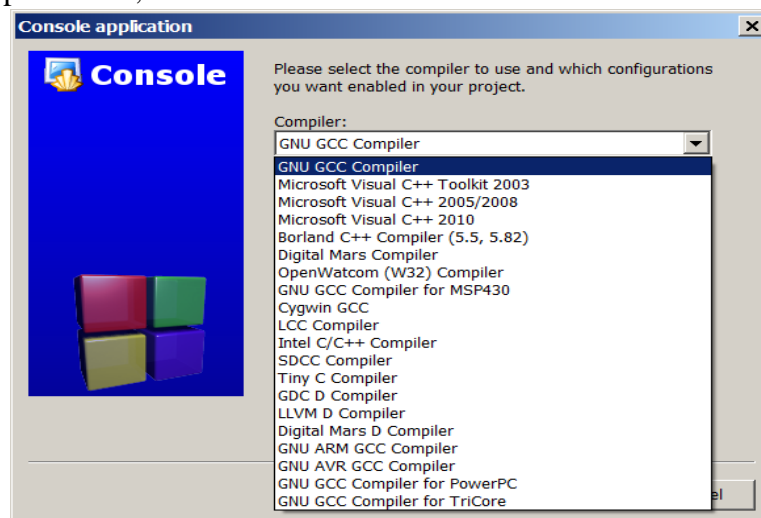 Console application
Console
Please select the compiler to use and which configurations
you want enabled in your project.
Compiler:
GNU GCC Compiler
GNU GCC Compiler
Microsoft Visual C++ Toolkit 2003
Microsoft Visual C++ 2005/2008
Microsoft Visual C++ 2010
Borland C++ Compiler (5.5, 5.82)
Digital Mars Compiler
OpenWatcom (W32) Compiler
GNU GCC Compiler for MSP430
Cygwin GCC
LCC Compiler
Intel C/C++ Compiler
SDCC Compiler
Tiny C Compiler
GDC D Compiler
LLVM D Compiler
Digital Mars D Compiler
GNU ARM GCC Compiler
GNU AVR GCC Compiler
GNU GCC Compiler for PowerPC
GNU GCC Compiler for TriCore